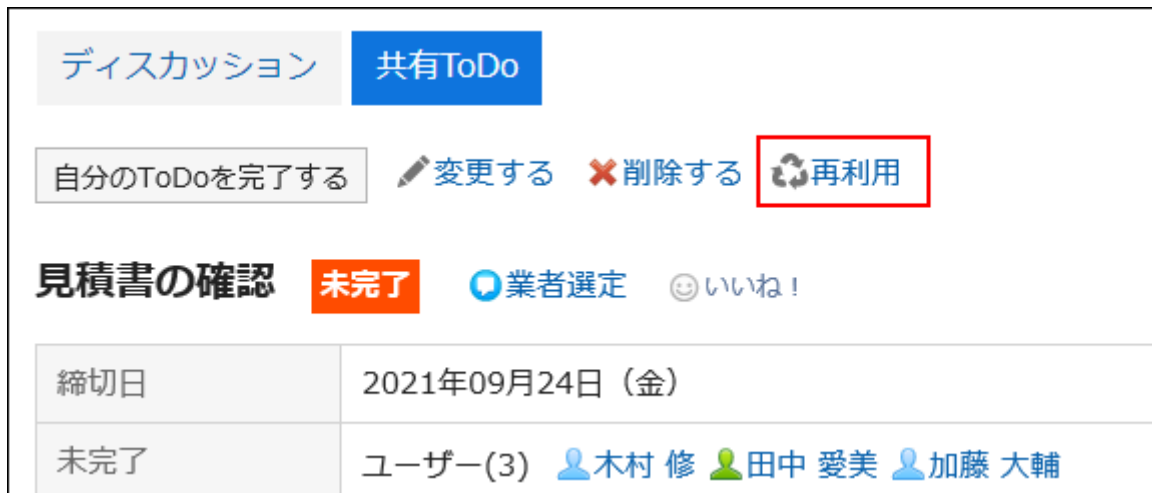 ディスカッション 共有ToDo
自分のToDoを完了する 変更する 削除する 再利用
見積書の確認 未完了 業者選定 いいね！
締切日 2021年09月24日（金）
未完了 ユーザー(3) 木村 修 田中 愛美 加藤 大輔